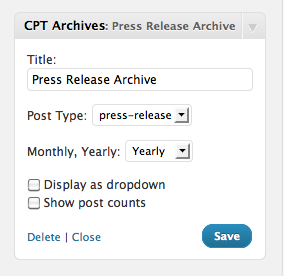 CPT Archives: Press Release Archive
Title:
Press Release Archive
Post Type: press-release
Monthly, Yearly: Yearly
Display as dropdown
Show post counts
Delete | Close Save